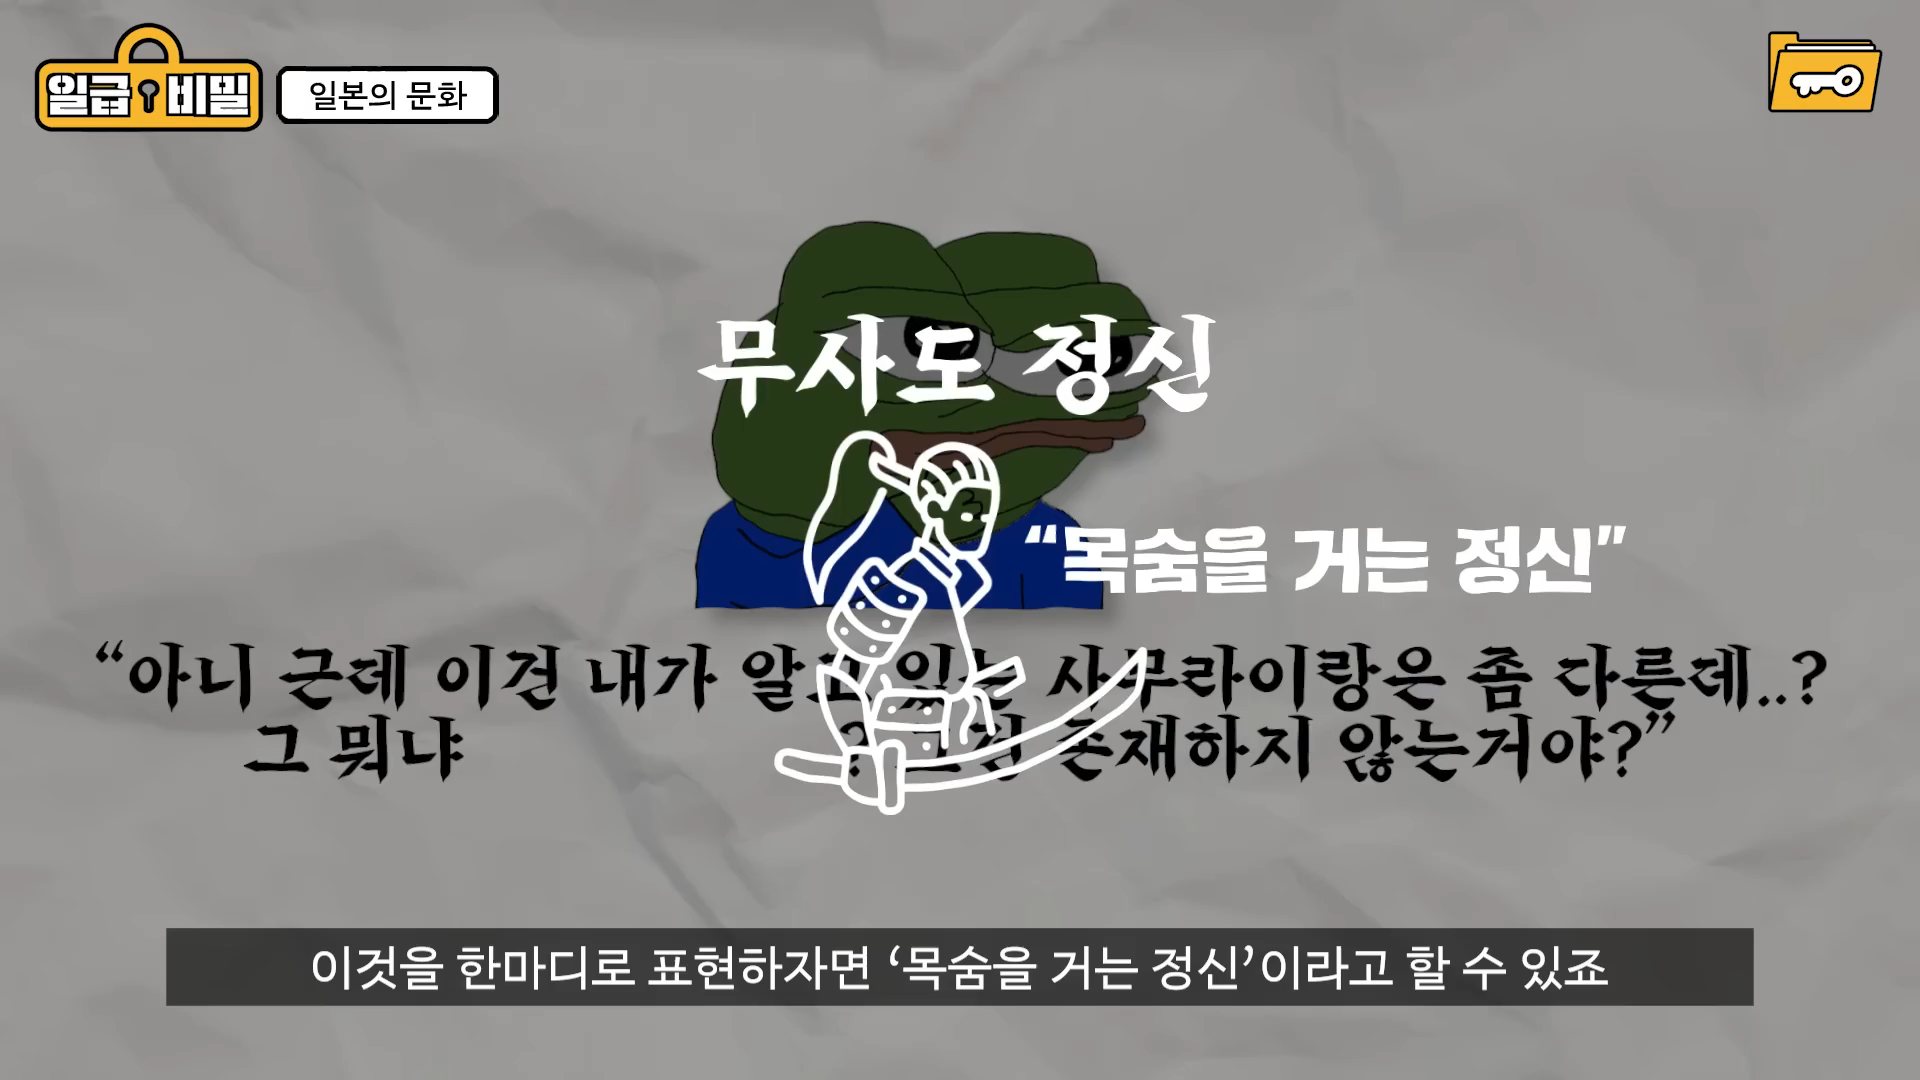 일급비밀
일본의 문화
무사도 정신
“목숨을 거는 정신”
“아니 근데 이건 내가 알고 있는 사무라이랑은 좀 다른데..?
그 뭐냐 ? 존재하지 않는거야?”
이것을 한마디로 표현하자면 ‘목숨을 거는 정신’이라고 할 수 있죠